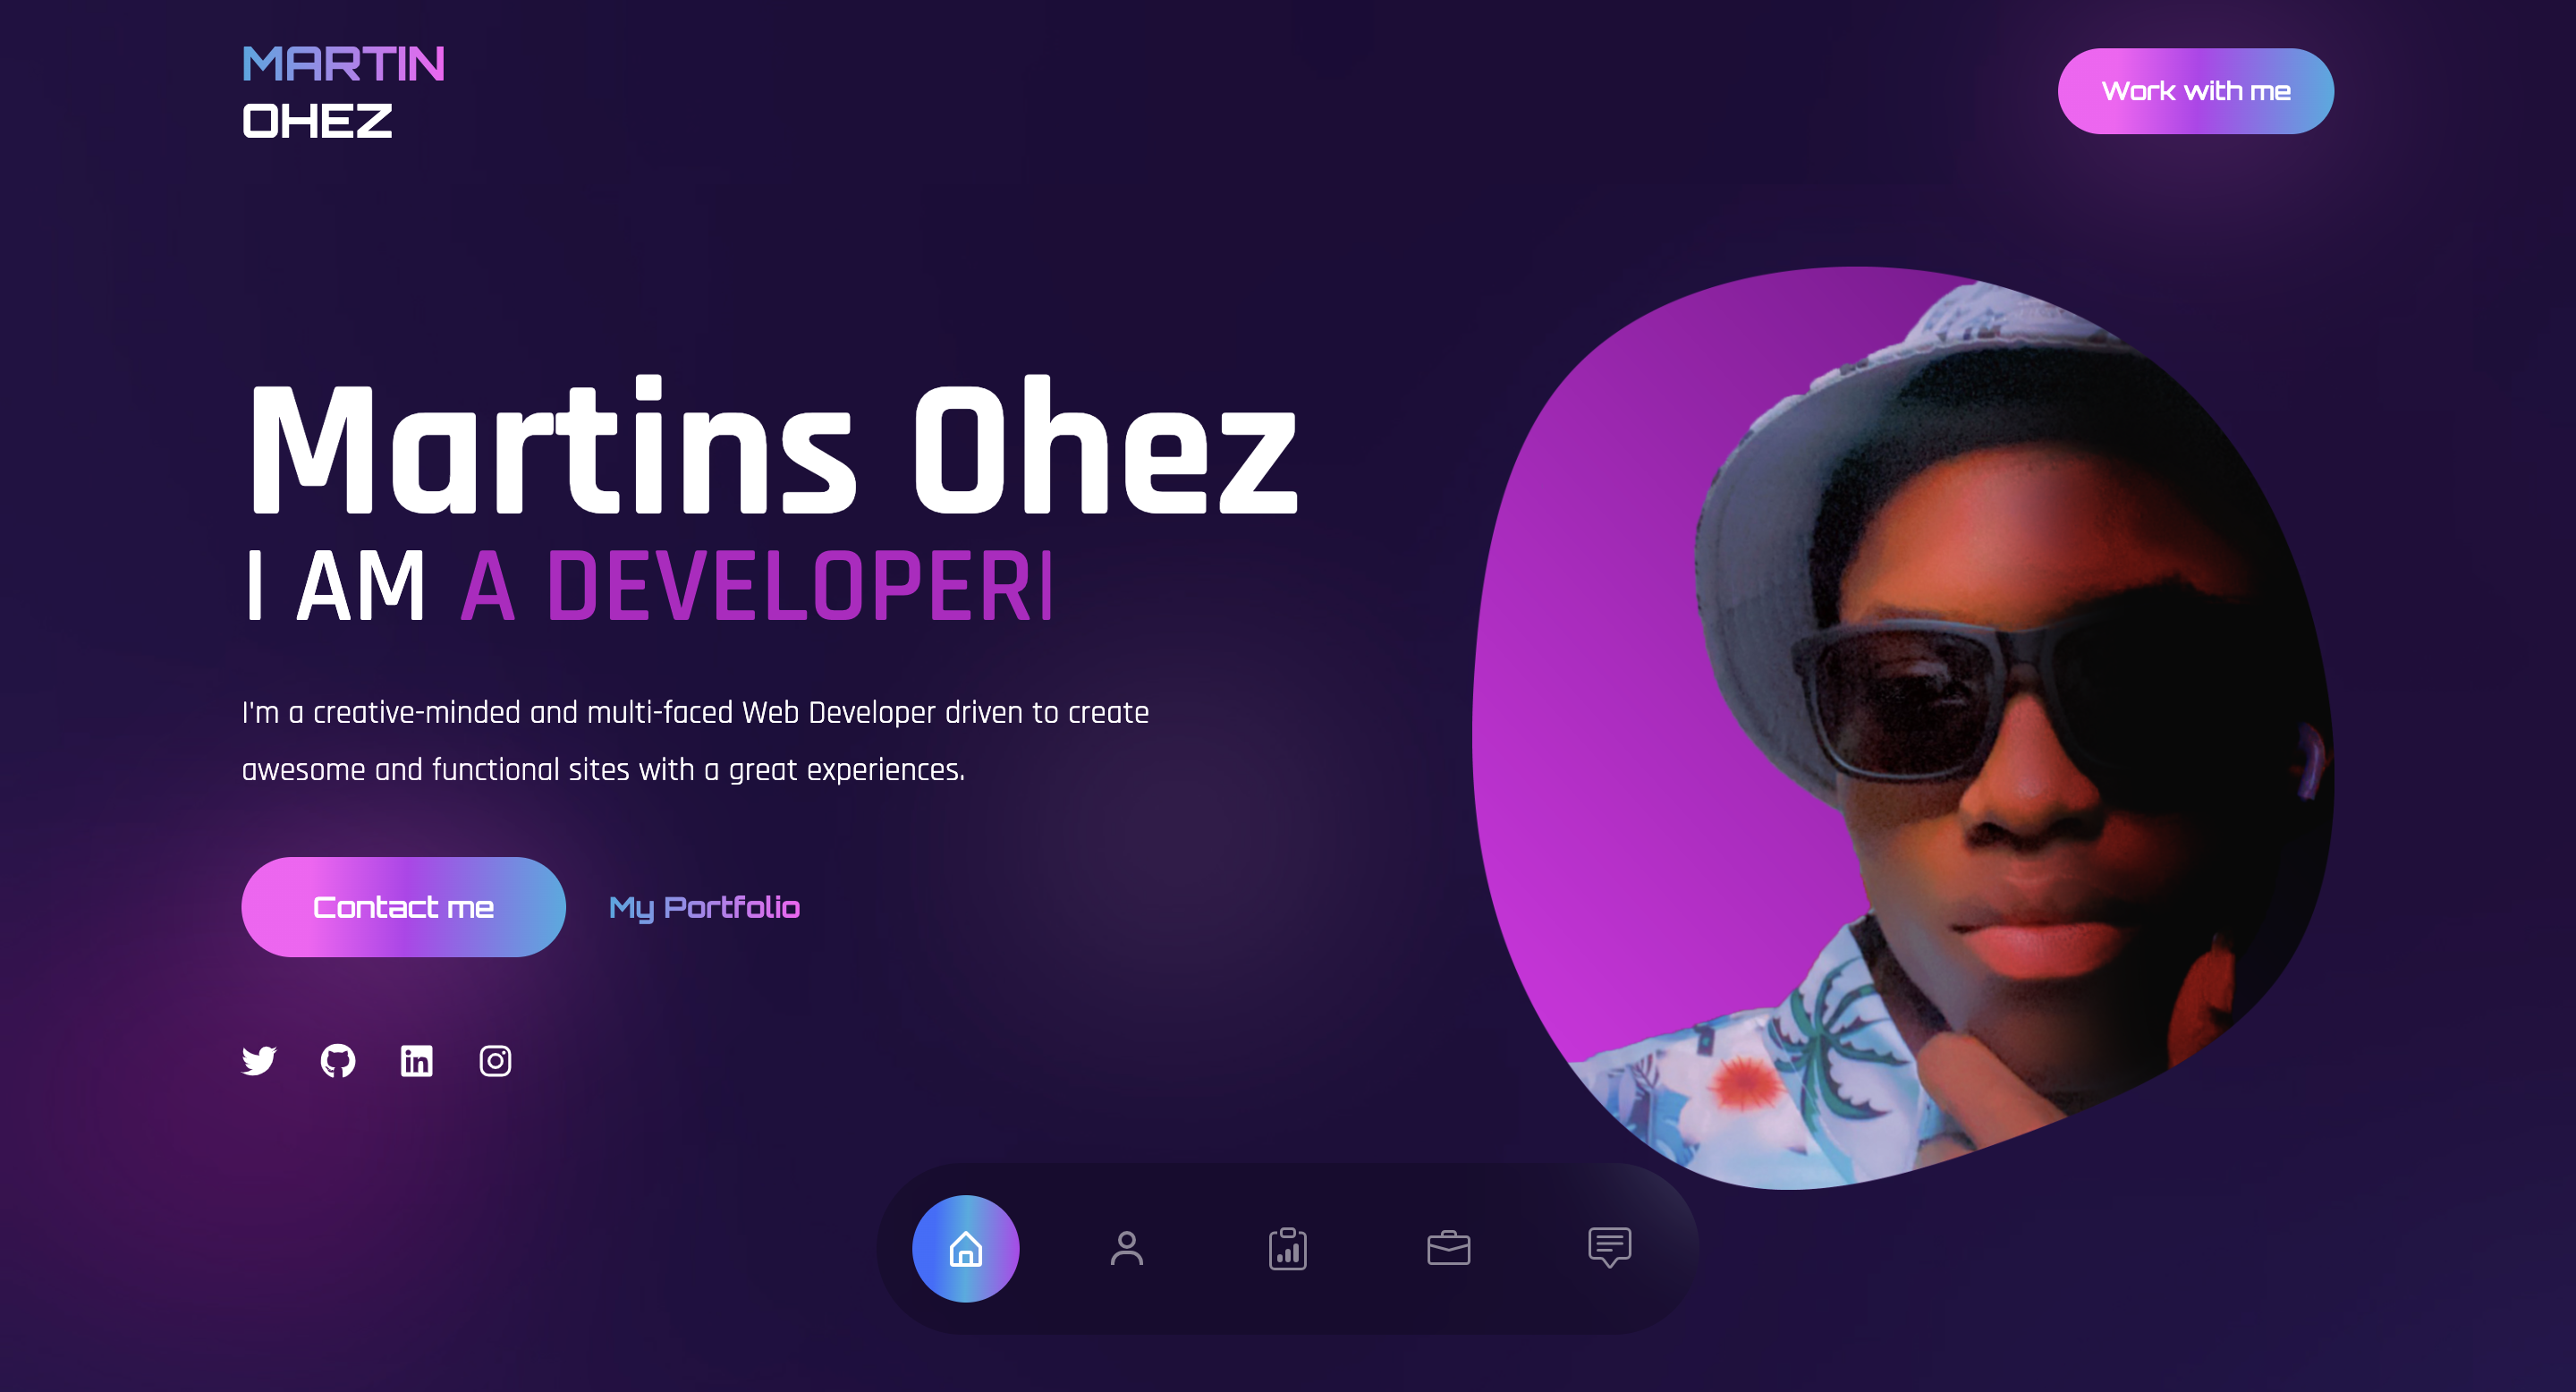 MARTIN
OHEZ
Work with me
Martins Ohez
I AM A DEVELOPER|
I'm a creative-minded and multi-faced Web Developer driven to create
awesome and functional sites with a great experiences.
Contact me
My Portfolio